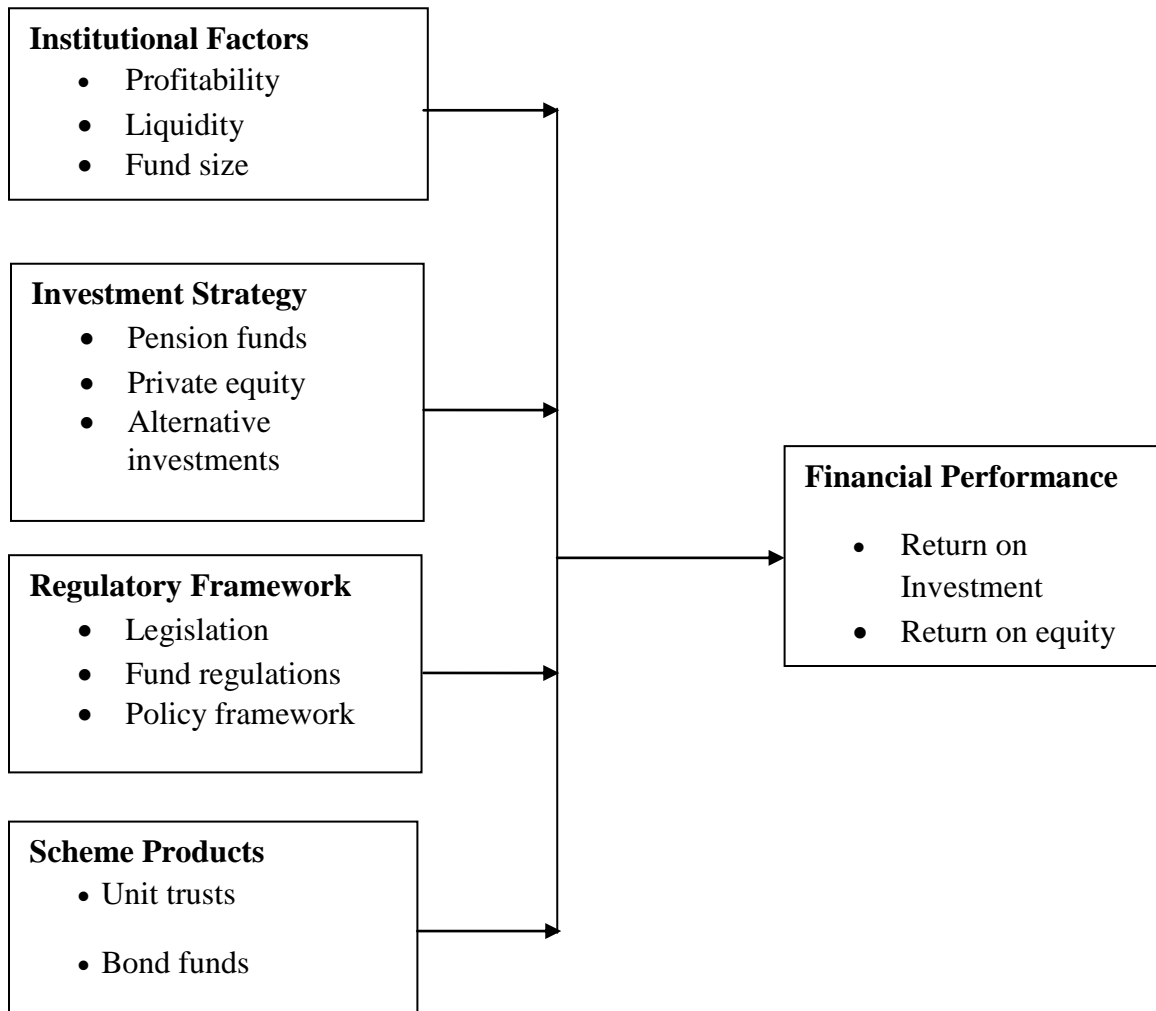 Institutional Factors
• Profitability
• Liquidity
• Fund size
Investment Strategy
• Pension funds
• Private equity
• Alternative
investments
Financial Performance
• Return on
Investment
• Return on equity
Regulatory Framework
• Legislation
• Fund regulations
• Policy framework
Scheme Products
• Unit trusts
• Bond funds